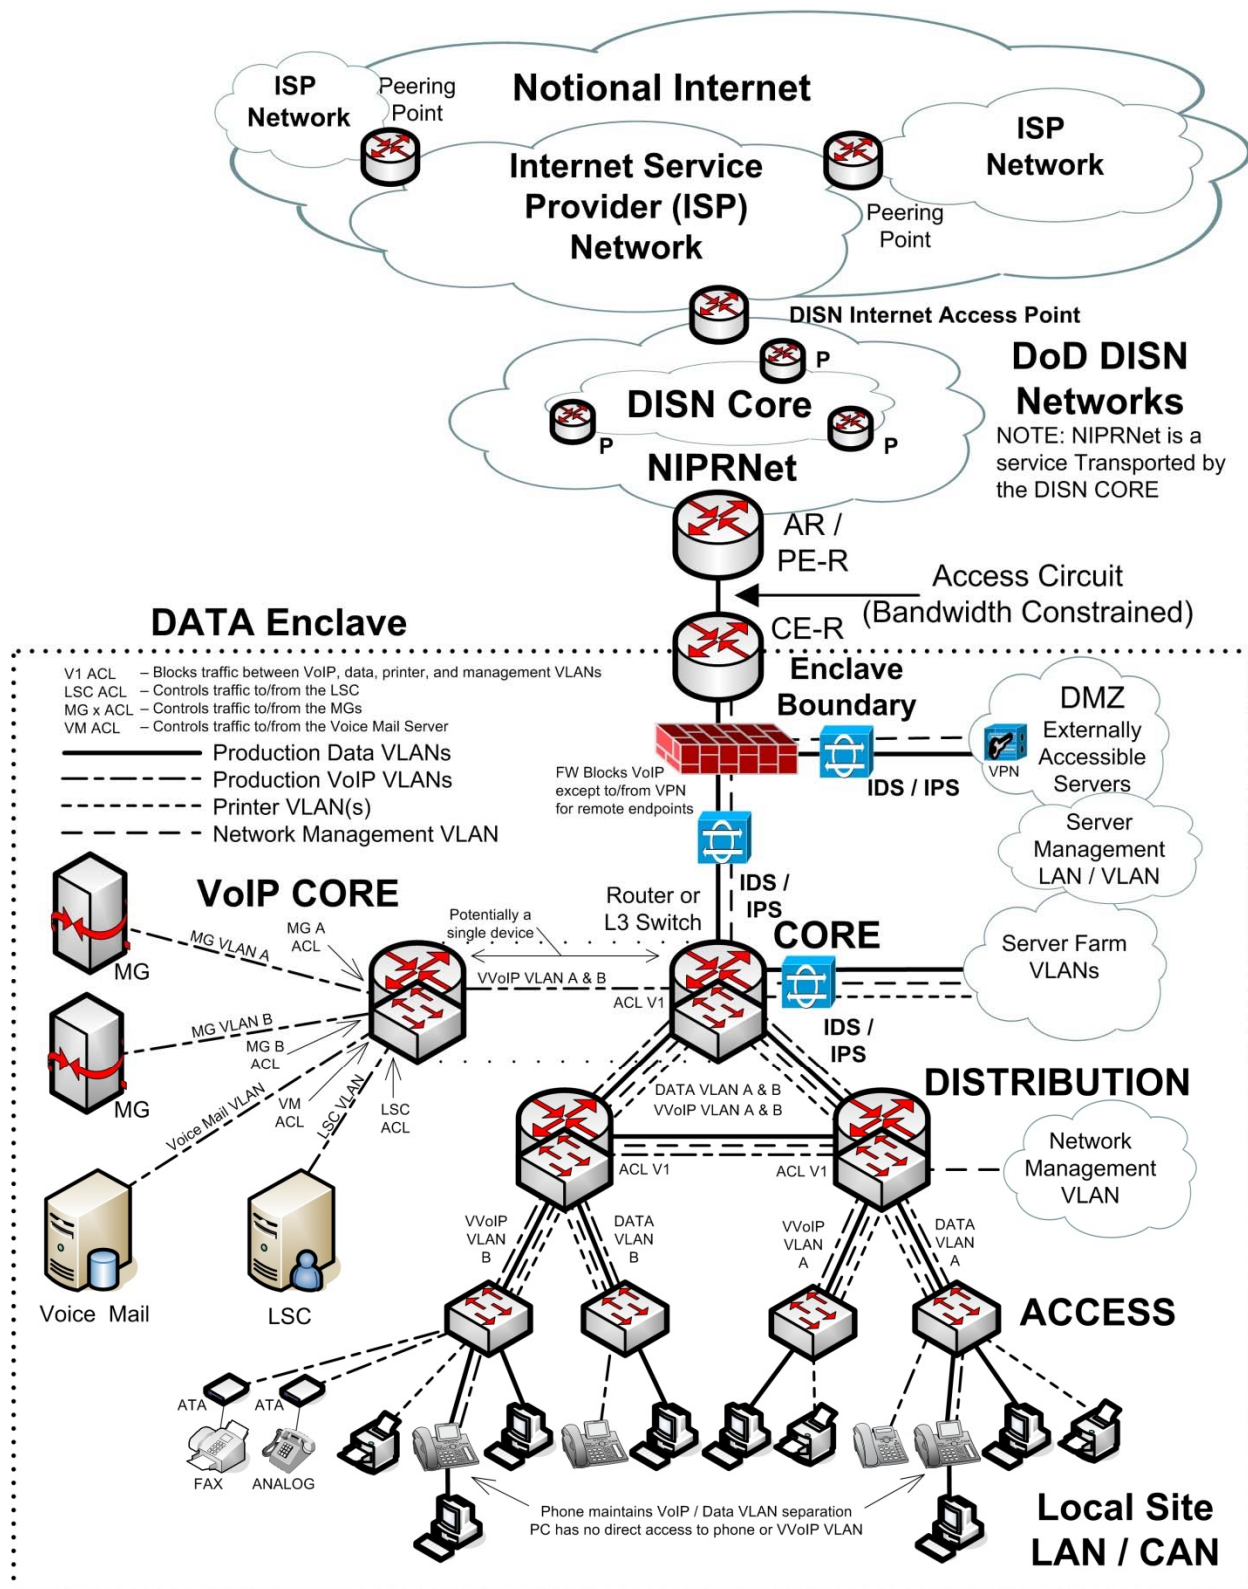 ISP
Network
Peering
Point
Notional Internet
ISP
Network
Internet Service
Provider (ISP)
Network
Peering
Point
DISN Internet Access Point
P
DISN Core
P
P
NIPRNet
DoD DISN
Networks
NOTE: NIPRNet is a
service Transported by
the DISN CORE
AR /
PE-R
Access Circuit
(Bandwidth Constrained)
CE-R
DATA Enclave
Enclave
Boundary
V1 ACL – Blocks traffic between VoIP, data, printer, and management VLANs
LSC ACL – Controls traffic to/from the LSC
MG x ACL – Controls traffic to/from the MGs
VM ACL – Controls traffic to/from the Voice Mail Server
Production Data VLANs
Production VoIP VLANs
Printer VLAN(s)
Network Management VLAN
FW Blocks VoIP
except to/from VPN
for remote endpoints
IDS / IPS
VPN
DMZ
Externally
Accessible
Servers
Server
Management
LAN / VLAN
IDS /
IPS
VoIP CORE
Router or
L3 Switch
CORE
Potentially a
single device
MG A
ACL
MG VLAN A
MG
VVoIP VLAN A & B
ACL V1
Server Farm
VLANs
IDS /
IPS
MG VLAN B
MG B
ACL
MG
Voice Mail VLAN
VM
ACL
LSC VLAN
LSC
ACL
DATA VLAN A & B
VVoIP VLAN A & B
DISTRIBUTION
ACL V1
ACL V1
Network
Management
VLAN
Voice Mail
LSC
VVoIP
VLAN
B
DATA
VLAN
B
VVoIP
VLAN
A
DATA
VLAN
A
ACCESS
ATA
ATA
FAX
ANALOG
Phone maintains VoIP / Data VLAN separation
PC has no direct access to phone or VVoIP VLAN
Local Site
LAN / CAN